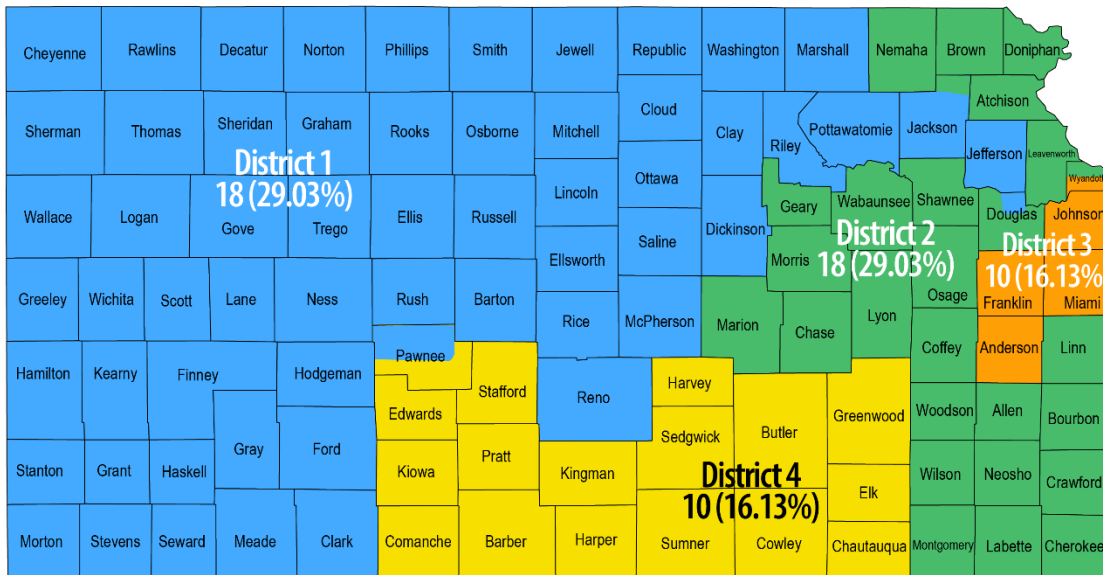 Cheyenne Rawlins Decatur Norton Phillips Smith Jewell Republic Washington Marshall Nemaha Brown Doniphan
Sherman Thomas Sheridan Graham Rooks Osborne Mitchell Cloud Clay Riley Pottawatomie Jackson Atchison
Jefferson Leavenworth
District 1
18 (29.03%)
Wyandott
Wallace Logan Gove Trego Ellis Russell Lincoln Ottawa Saline Dickinson Geary Wabaunsee Shawnee Douglas Johnson
District 2
18 (29.03%)
District 3
10 (16.13%
Ellsworth Morris
Greeley Wichita Scott Lane Ness Rush Barton Rice McPherson Marion Chase Lyon Osage Franklin Miami
Hamilton Kearny Finney Hodgeman Pawnee Stafford Reno Harvey Coffey Anderson Linn
Edwards Sedgwick Butler Greenwood Woodson Allen Bourbon
Stanton Grant Haskell Gray Ford Kiowa Pratt Kingman Elk Wilson Neosho Crawford
District 4
10 (16.13%)
Morton Stevens Seward Meade Clark Comanche Barber Harper Sumner Cowley Chautauqua Montgomery Labette Cherokee